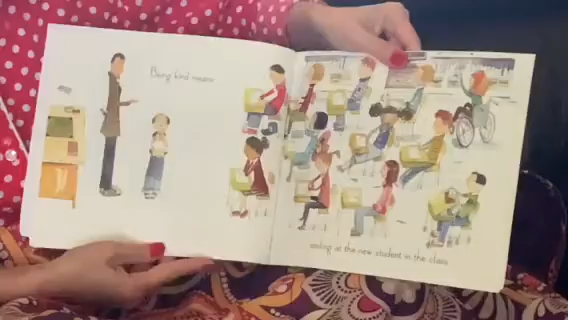 Being kind means
smiling at the new student in the class.